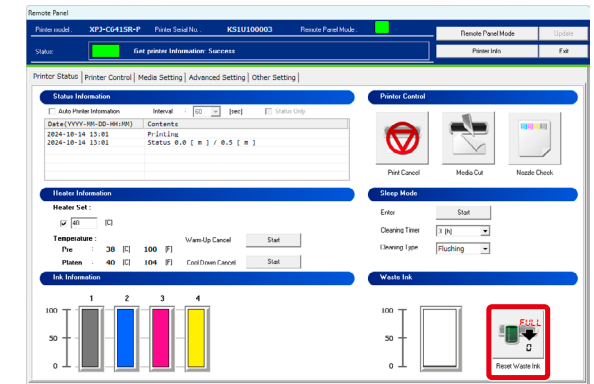 Remote Panel
Printer model : XPJ-C641SR-P Printer Serial No. : KS1U100003 Remote Panel Mode :
Remote Panel Mode Update
Status: Get printer Information: Success
Printer Info Exit
Printer Status Printer Control Media Setting Advanced Setting Other Setting
Status Information
Auto Printer Information Interval : 60 [sec] Status Only
Date(YYYY-MM-DD-HH:MM) Contents
2024-10-14 13:01 Printing
2024-10-14 13:01 Status 0.0 [ m ] / 0.5 [ m ]
Printer Control
Print Cancel Media Cut Nozzle Check
Heater Information
Heater Set :
40 [C]
Temperature :
Pre : 38 [C] 100 [F] Warm-Up Cancel Start
Platen : 40 [C] 104 [F] Cool Down Cancel Start
Sleep Mode
Enter Start
Cleaning Timer [h]
Cleaning Type Flushing
Ink Information
1 2 3 4
100
50
0
Waste Ink
100
50
0
FULL
0
Reset Waste Ink